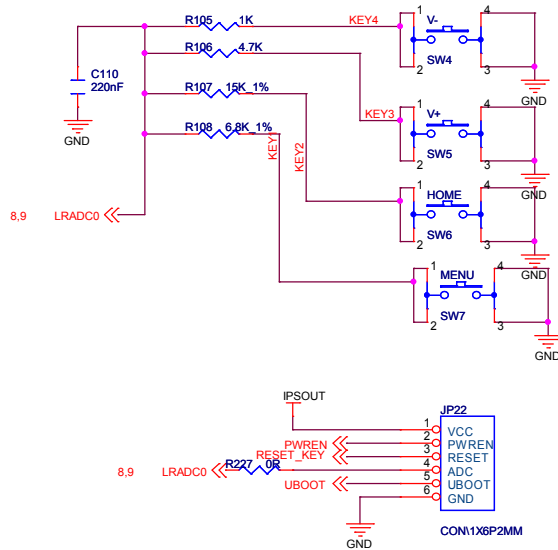 R105 1K KEY4 1 V- 4
2 SW4 3
R106 4.7K
C110
220nF
GND
GND
R107 15K_1% KEY3 1 V+ 4
2 SW5 3
GND
R108 6.8K_1% KEY1 KEY2
1 HOME 4
2 SW6 3
GND
8,9 LRADC0
1 MENU 4
2 SW7 3
GND
IPSOUT
JP22
1 VCC
PWREN 2 PWREN
RESET_KEY 3 RESET
8,9 LRADC0 R227 0R 4 ADC
UBOOT 5 UBOOT
6 GND
GND
CON\1X6P2MM